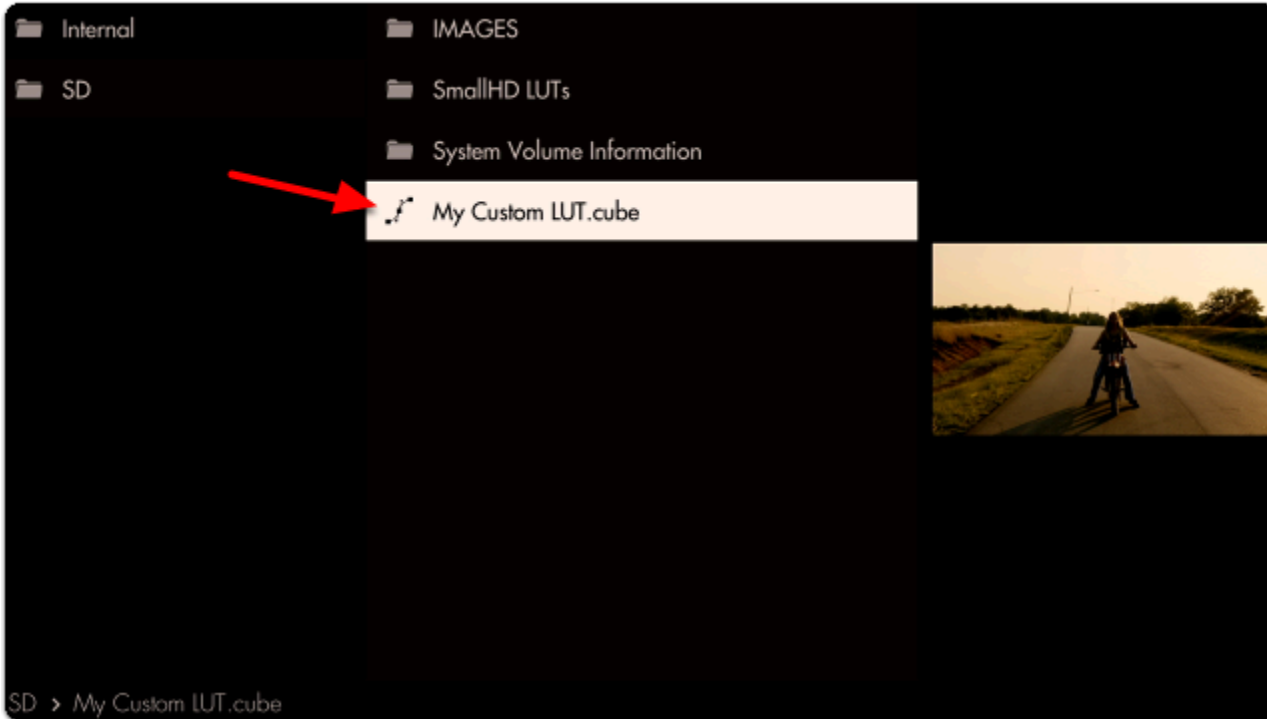 Internal
SD
IMAGES
SmallHD LUTs
System Volume Information
My Custom LUT.cube
SD > My Custom LUT.cube